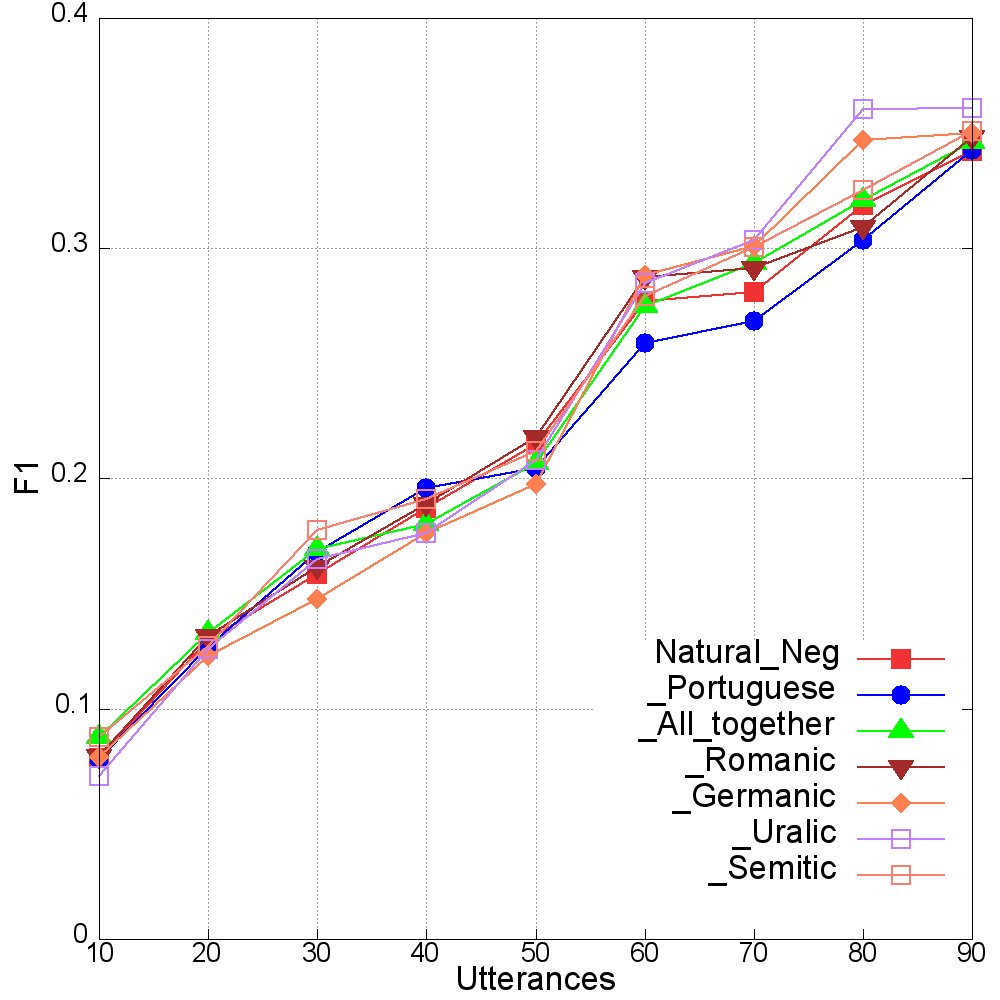 0.4
0.3
0.2
0.1
0
F1
10 20 30 40 50 60 70 80 90
Utterances
Natural_Neg
_Portuguese
_All_together
_Romanic
_Germanic
_Uralic
_Semitic